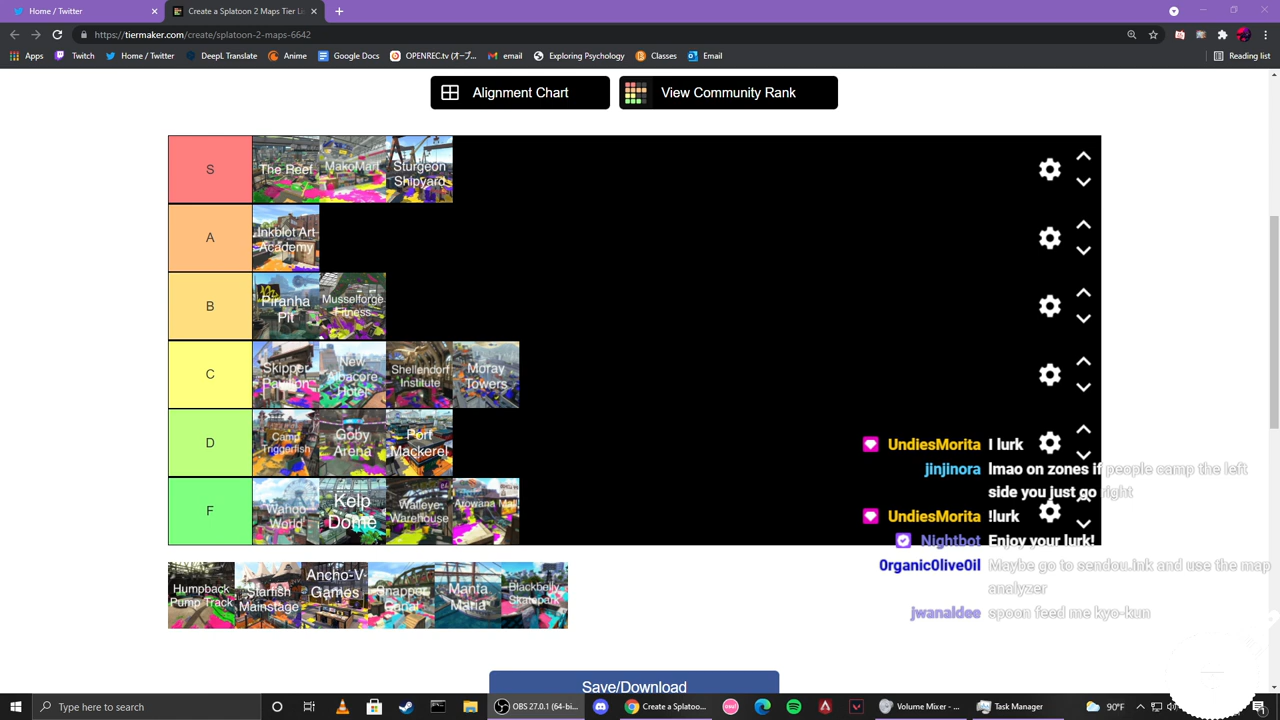 Home / Twitter
Create a Splatoon 2 Maps Tier Li
https://tiermaker.com/create/splatoon-2-maps-6642
Apps
Twitch
Home / Twitter
DeepL Translate
Anime
Google Docs
email
Exploring Psychology
Classes
Email
Reading list
Alignment Chart
View Community Rank
S
The Reef
MakoMart
Sturgeon
Shipyard
A
Inkblot Art
Academy
B
Piranha
Pit
Musselforge
Fitness
C
Skipper
Pavilion
New
Albacore
Hotel
Shellendorf
Institute
Moray
Towers
D
Camp
Triggerfish
Goby
Arena
Port
Mackerel
F
Wahoo
World
Kelp
Dome
Walleye
Warehouse
Arowana Mall
Humpback
Pump Track
Starfish
Mainstage
Ancho-V
Games
Snapper
Canal
Manta
Maria
Blackbelly
Skatepark
UndiesMorita I lurk
jinjinora lmao on zones if people camp the left
side you just go right
UndiesMorita !lurk
Nightbot Enjoy your lurk!
0rganic0live0il Maybe go to sendou.ink and use the map
analyzer
jwanaldee spoon feed me kyo-kun
Save/Download
Type here to search
OBS 27.0.1 (64-bi...
Create a Splatoo...
Volume Mixer - ...
Task Manager
90°F